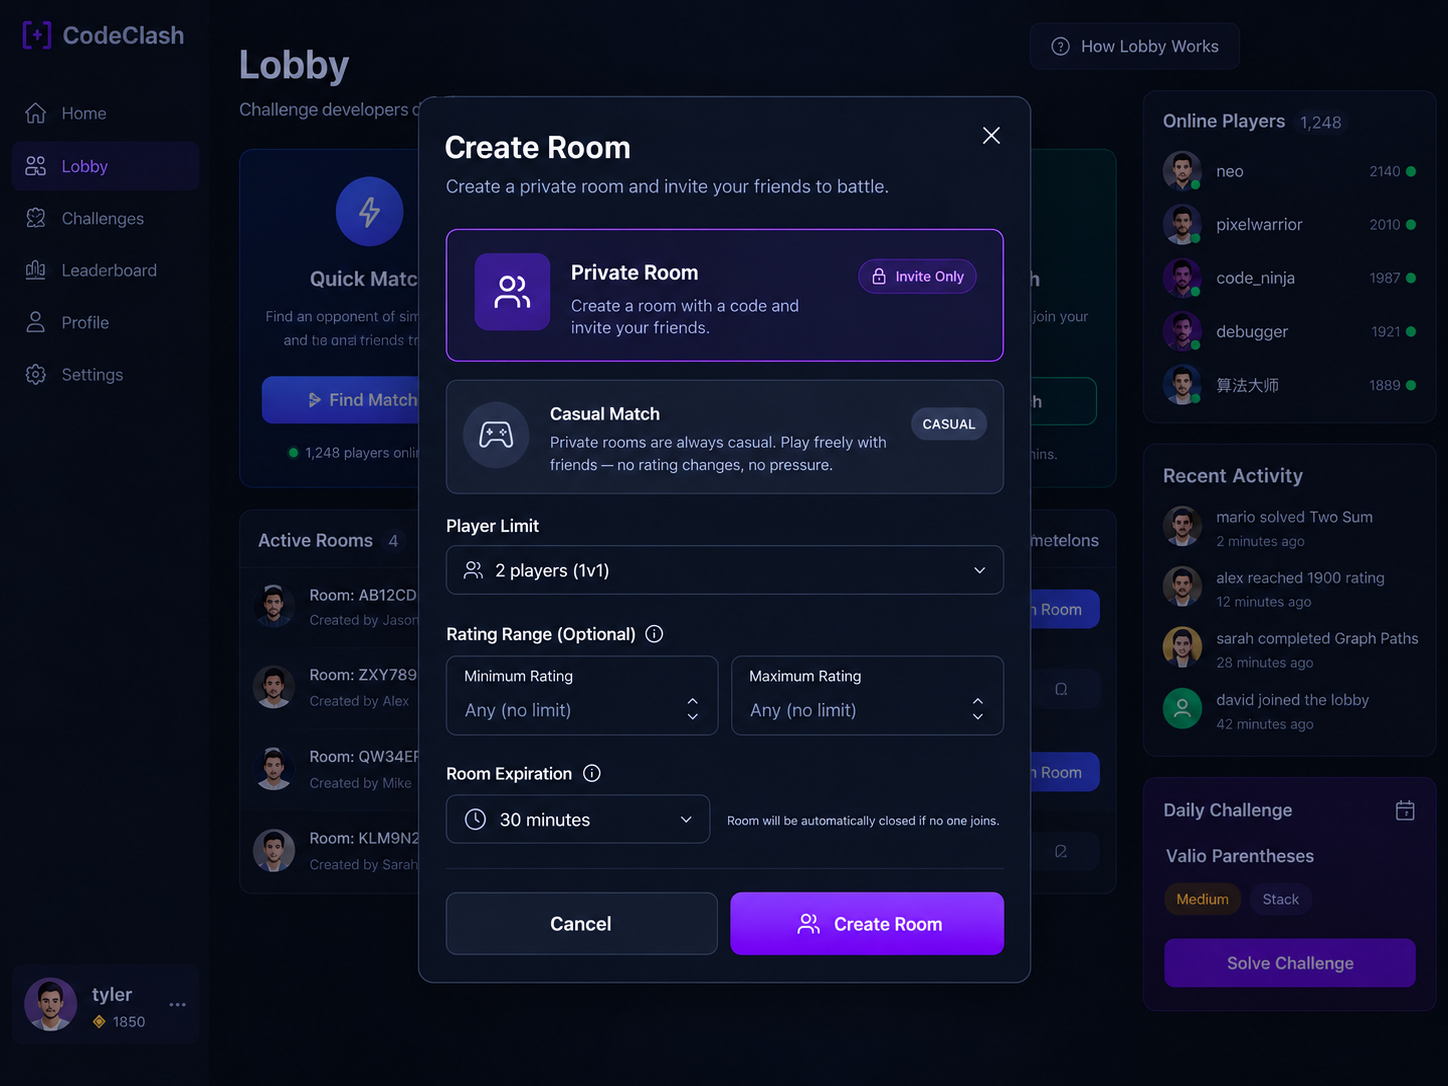 CodeClash
Home
Lobby
Challenges
Leaderboard
Profile
Settings
tyler
1850
Lobby
Challenge developers
How Lobby Works
Quick Matc
Find an opponent of sim
and friends
Find Match
1,248 players onlin
h
join your
h
ins.
Active Rooms 4
metelons
Room: AB12CD
Created by Jason
Room
Room: ZXY789
Created by Alex
Room: QW34EF
Created by Mike
Room
Room: KLM9N2
Created by Sarah
Create Room
Create a private room and invite your friends to battle.
Private Room
Create a room with a code and
invite your friends.
Invite Only
Casual Match
Private rooms are always casual. Play freely with
friends — no rating changes, no pressure.
CASUAL
Player Limit
2 players (1v1)
Rating Range (Optional)
Minimum Rating
Any (no limit)
Maximum Rating
Any (no limit)
Room Expiration
30 minutes
Room will be automatically closed if no one joins.
Cancel
Create Room
Online Players 1,248
neo 2140
pixelwarrior 2010
code_ninja 1987
debugger 1921
算法大师 1889
Recent Activity
mario solved Two Sum
2 minutes ago
alex reached 1900 rating
12 minutes ago
sarah completed Graph Paths
28 minutes ago
david joined the lobby
42 minutes ago
Daily Challenge
Valio Parentheses
Medium
Stack
Solve Challenge